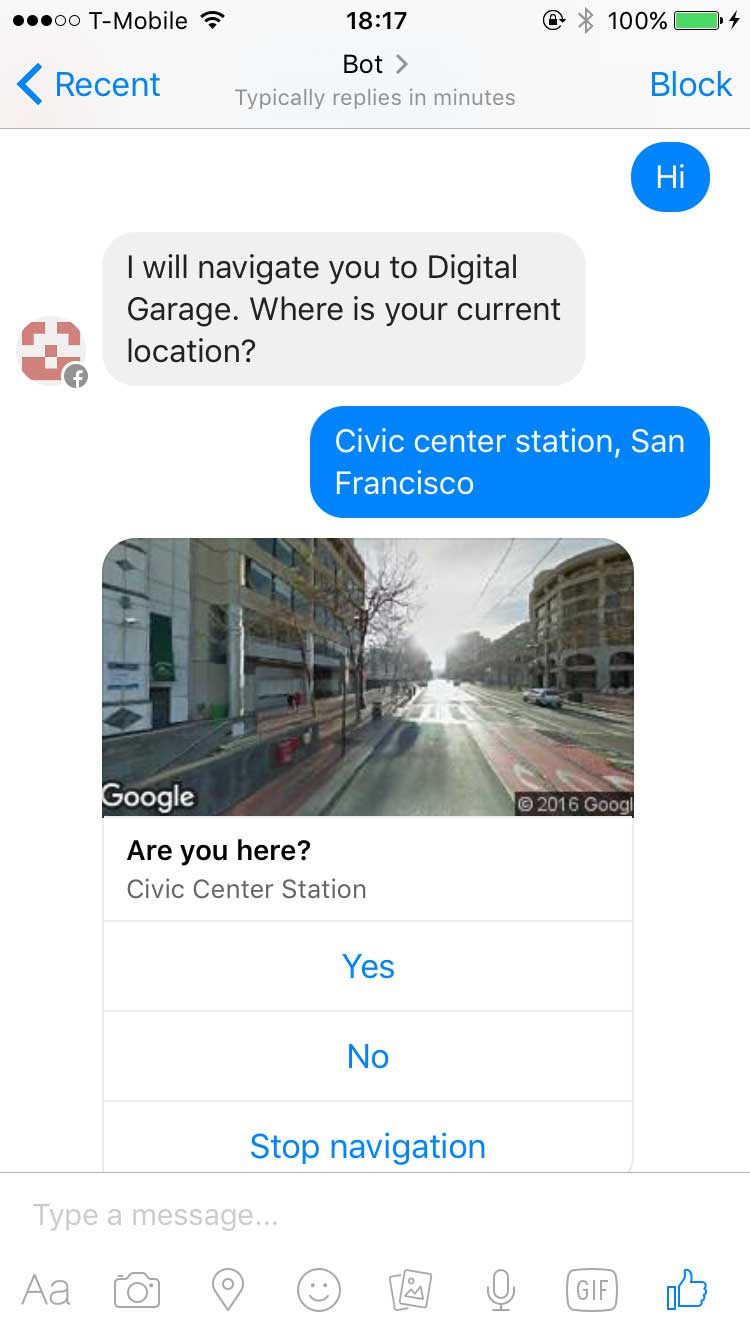 T-Mobile 18:17 100%
Recent Bot Block
Typically replies in minutes
Hi
I will navigate you to Digital
Garage. Where is your current
location?
Civic center station, San
Francisco
Google © 2016 Googl
Are you here?
Civic Center Station
Yes
No
Stop navigation
Type a message...
Aa GIF